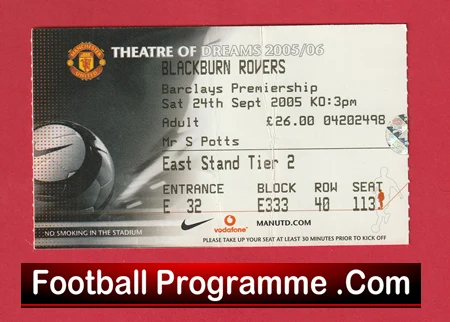 THEATRE OF DREAMS 2005/06
BLACKBURN ROVERS
Barclays Premiership
Sat 24th Sept 2005 KO:3pm
Adult £26.00 04202498
Mr S Potts
East Stand Tier 2
ENTRANCE BLOCK ROW SEAT
E 32 E333 40 113
vodafone MANUTD.COM
NO SMOKING IN THE STADIUM
PLEASE TAKE UP YOUR SEAT AT LEAST 30 MINUTES PRIOR TO KICK OFF
MANCHESTER UNITED
Football Programme .Com